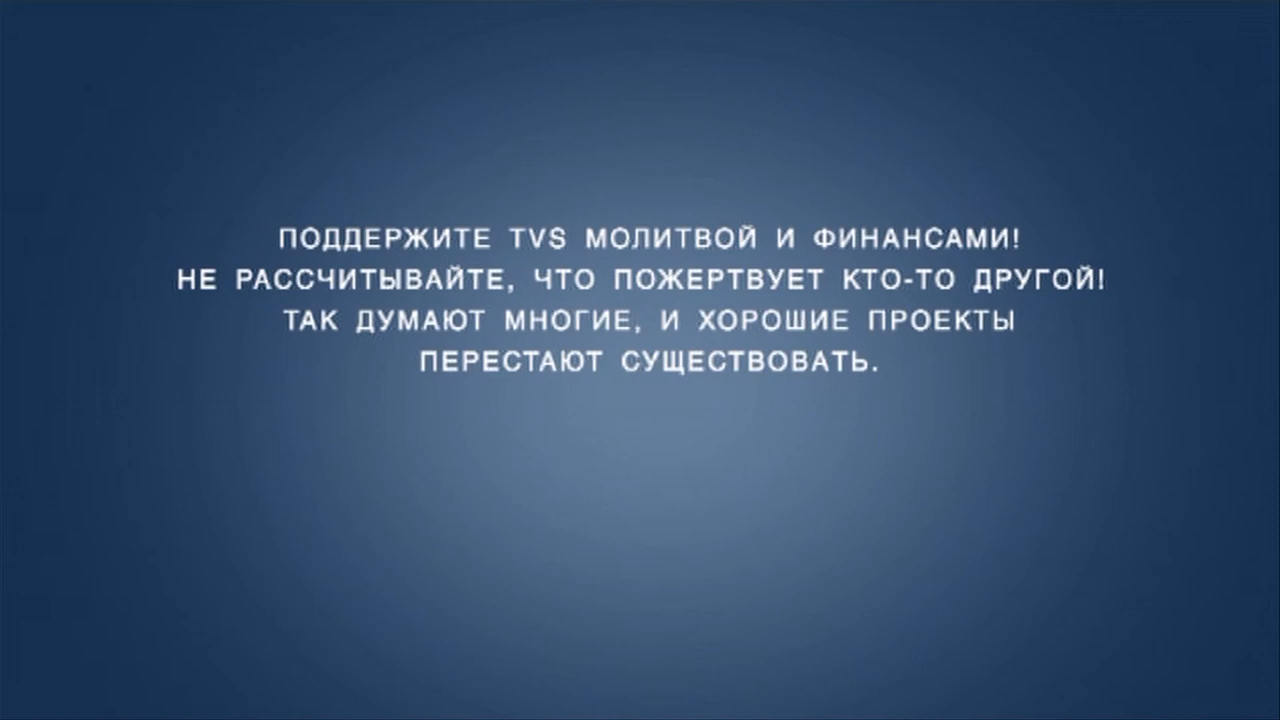 ПОДДЕРЖИТЕ TVS МОЛИТВОЙ И ФИНАНСАМИ!
НЕ РАССЧИТЫВАЙТЕ, ЧТО ПОЖЕРТВУЕТ КТО-ТО ДРУГОЙ!
ТАК ДУМАЮТ МНОГИЕ, И ХОРОШИЕ ПРОЕКТЫ
ПЕРЕСТАЮТ СУЩЕСТВОВАТЬ.